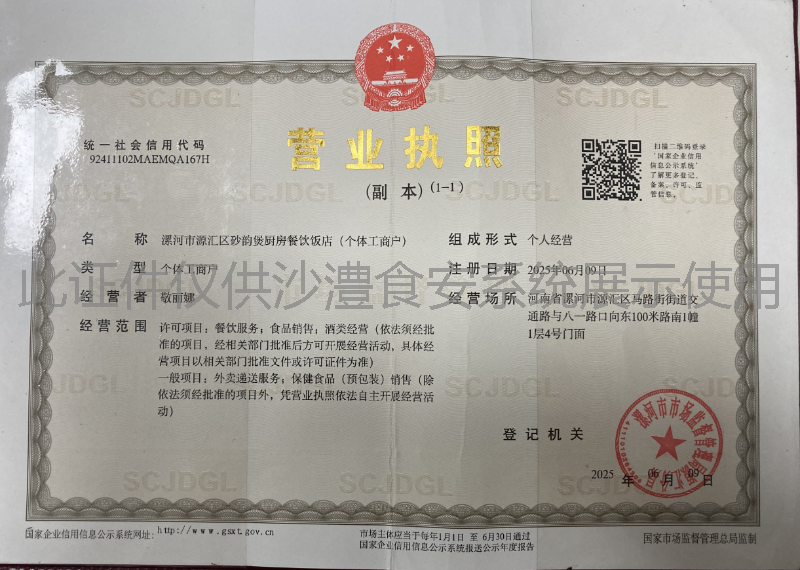 统一社会信用代码
92411102MAEMQA167H
营业执照
(副 本) (1-1)
扫描二维码登录
'国家企业信用
信息公示系统'
了解更多登记、
备案、许可、监
管信息。
名 称 漯河市源汇区砂韵煲厨房餐饮饭店（个体工商户）
类 型 个体工商户
经 营 者 敬丽娜
经 营 范 围 许可项目：餐饮服务；食品销售；酒类经营（依法须经批
准的项目，经相关部门批准后方可开展经营活动，具体经
营项目以相关部门批准文件或许可证件为准）
一般项目：外卖递送服务；保健食品（预包装）销售（除
依法须经批准的项目外，凭营业执照依法自主开展经营活
动）
组 成 形 式 个人经营
注 册 日 期 2025年06月09日
经 营 场 所 河南省漯河市源汇区马路街街道交
通路与八一路口向东100米路南1幢
1层4号门面
此证件仅供沙澧食安系统展示使用
登 记 机 关
2025 年 06 月 09 日
国家企业信用信息公示系统网址: http://www.gsxt.gov.cn
市场主体应当于每年1月1日 至 6月30日通过
国家企业信用信息公示系统报送公示年度报告
国家市场监督管理总局监制
SCJDGL